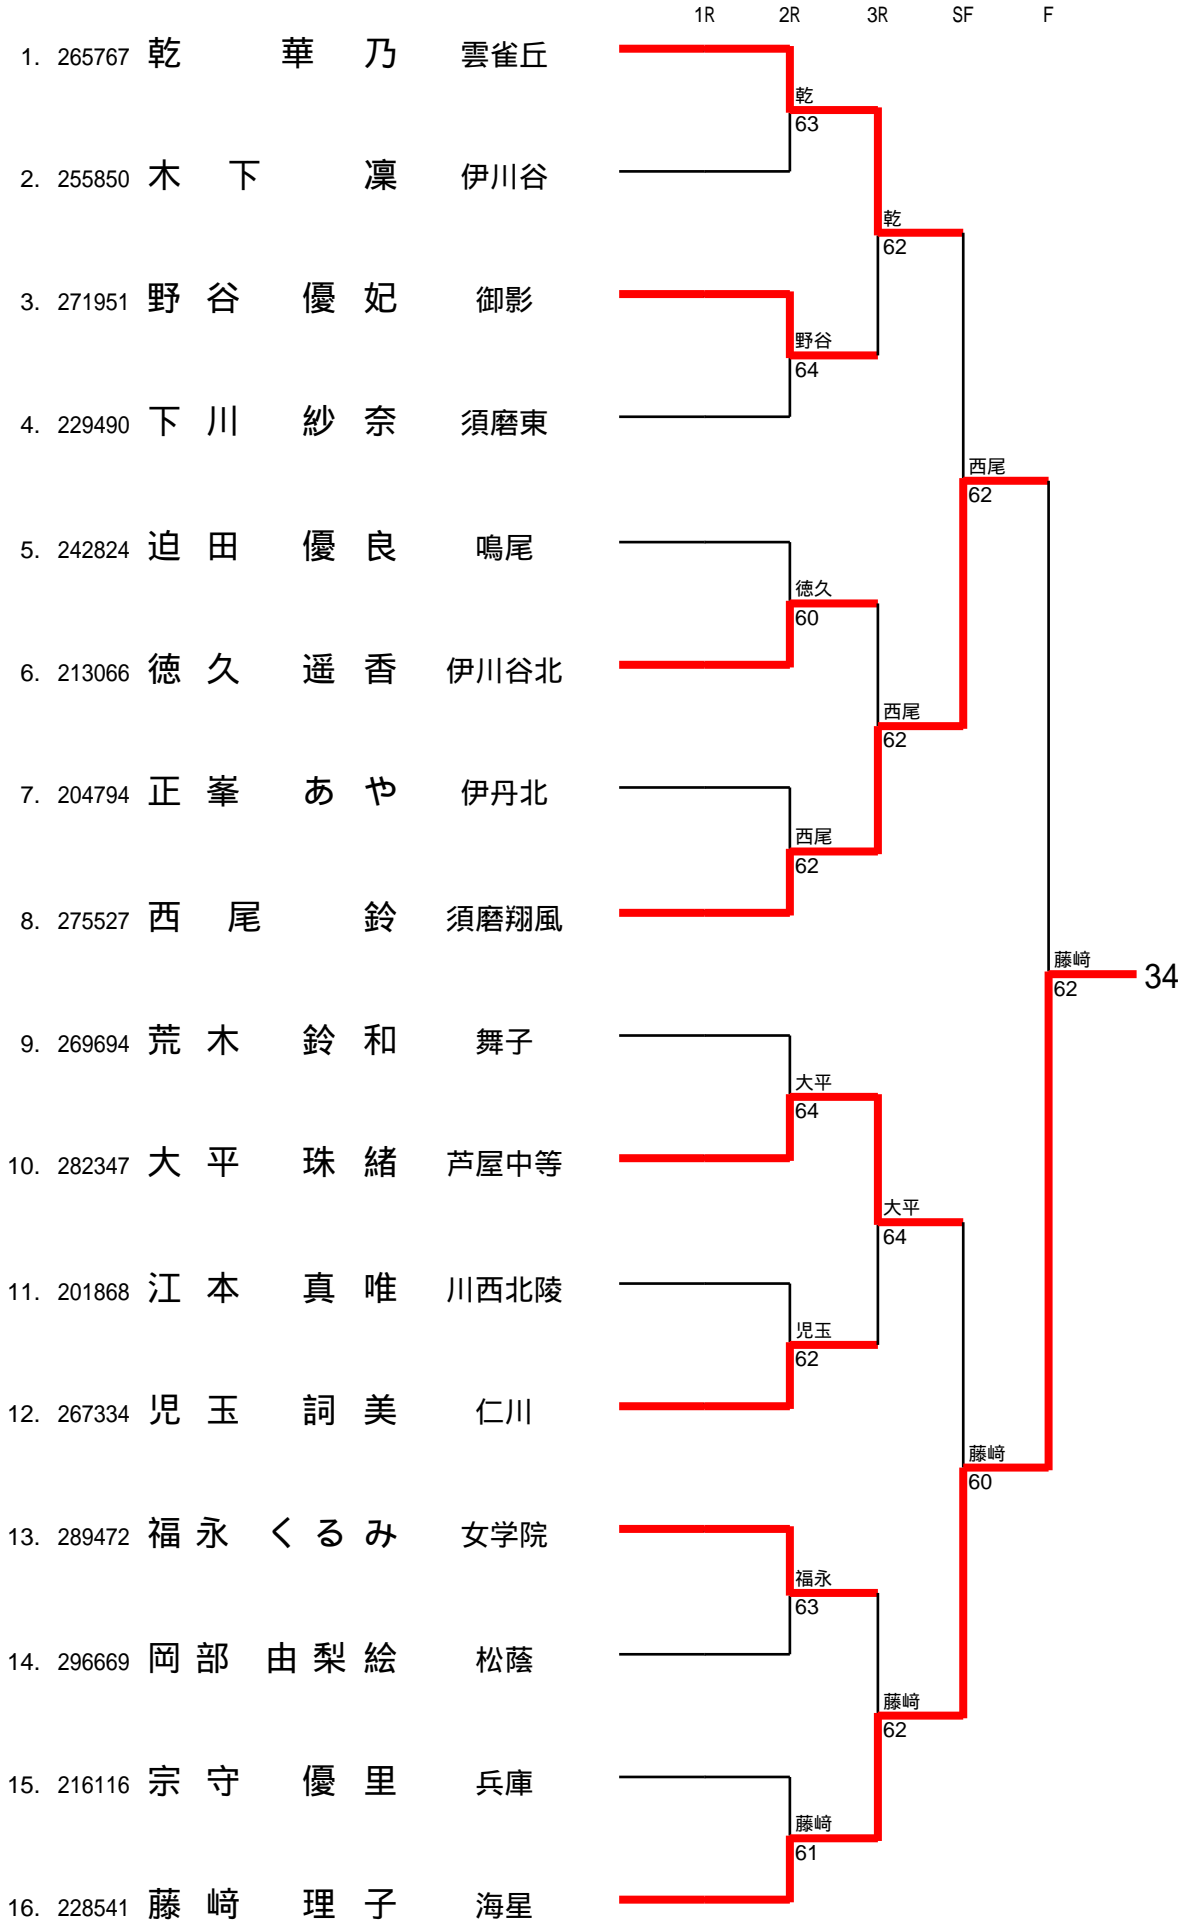 1R 2R 3R SF F
1. 265767 乾 華 乃 雲雀丘
乾
63
2. 255850 木 下 凜 伊川谷
乾
62
3. 271951 野 谷 優 妃 御影
野谷
64
4. 229490 下 川 紗 奈 須磨東
西尾
62
5. 242824 迫 田 優 良 鳴尾
徳久
60
6. 213066 徳 久 遥 香 伊川谷北
西尾
62
7. 204794 正 峯 あ や 伊丹北
西尾
62
8. 275527 西 尾 鈴 須磨翔風
藤﨑
62
34
9. 269694 荒 木 鈴 和 舞子
大平
64
10. 282347 大 平 珠 緒 芦屋中等
大平
64
11. 201868 江 本 真 唯 川西北陵
児玉
62
12. 267334 児 玉 詞 美 仁川
藤﨑
60
13. 289472 福 永 く る み 女学院
福永
63
14. 296669 岡 部 由 梨 絵 松蔭
藤﨑
62
15. 216116 宗 守 優 里 兵庫
藤﨑
61
16. 228541 藤 﨑 理 子 海星